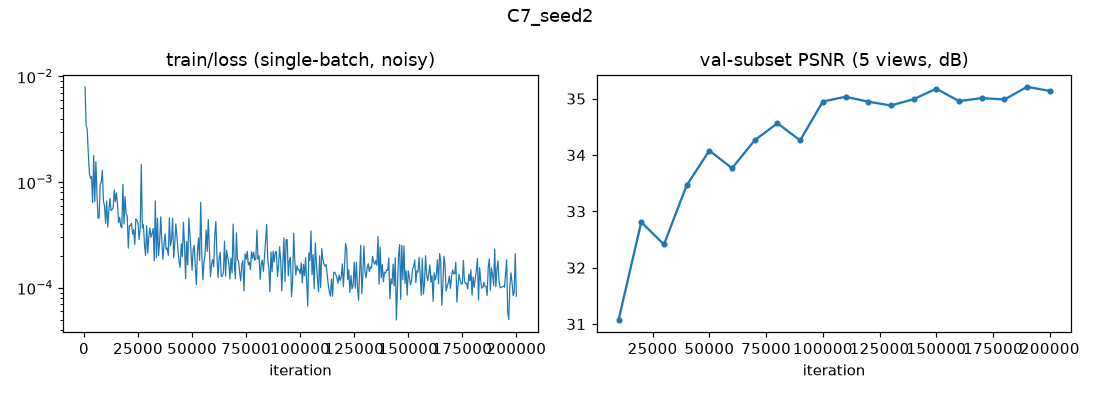 C7_seed2
train/loss (single-batch, noisy)
10⁻²
10⁻³
10⁻⁴
0 25000 50000 75000 100000 125000 150000 175000 200000
iteration
val-subset PSNR (5 views, dB)
35
34
33
32
31
25000 50000 75000 100000 125000 150000 175000 200000
iteration